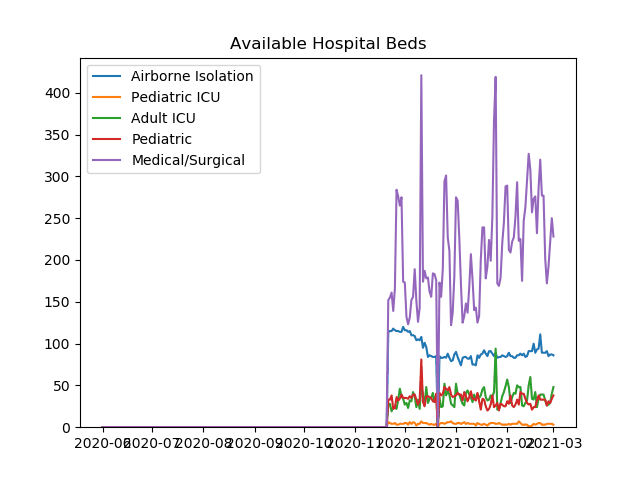 Available Hospital Beds
Airborne Isolation
Pediatric ICU
Adult ICU
Pediatric
Medical/Surgical
400
350
300
250
200
150
100
50
0
2020-06 2020-07 2020-08 2020-09 2020-10 2020-11 2020-12 2021-01 2021-02 2021-03